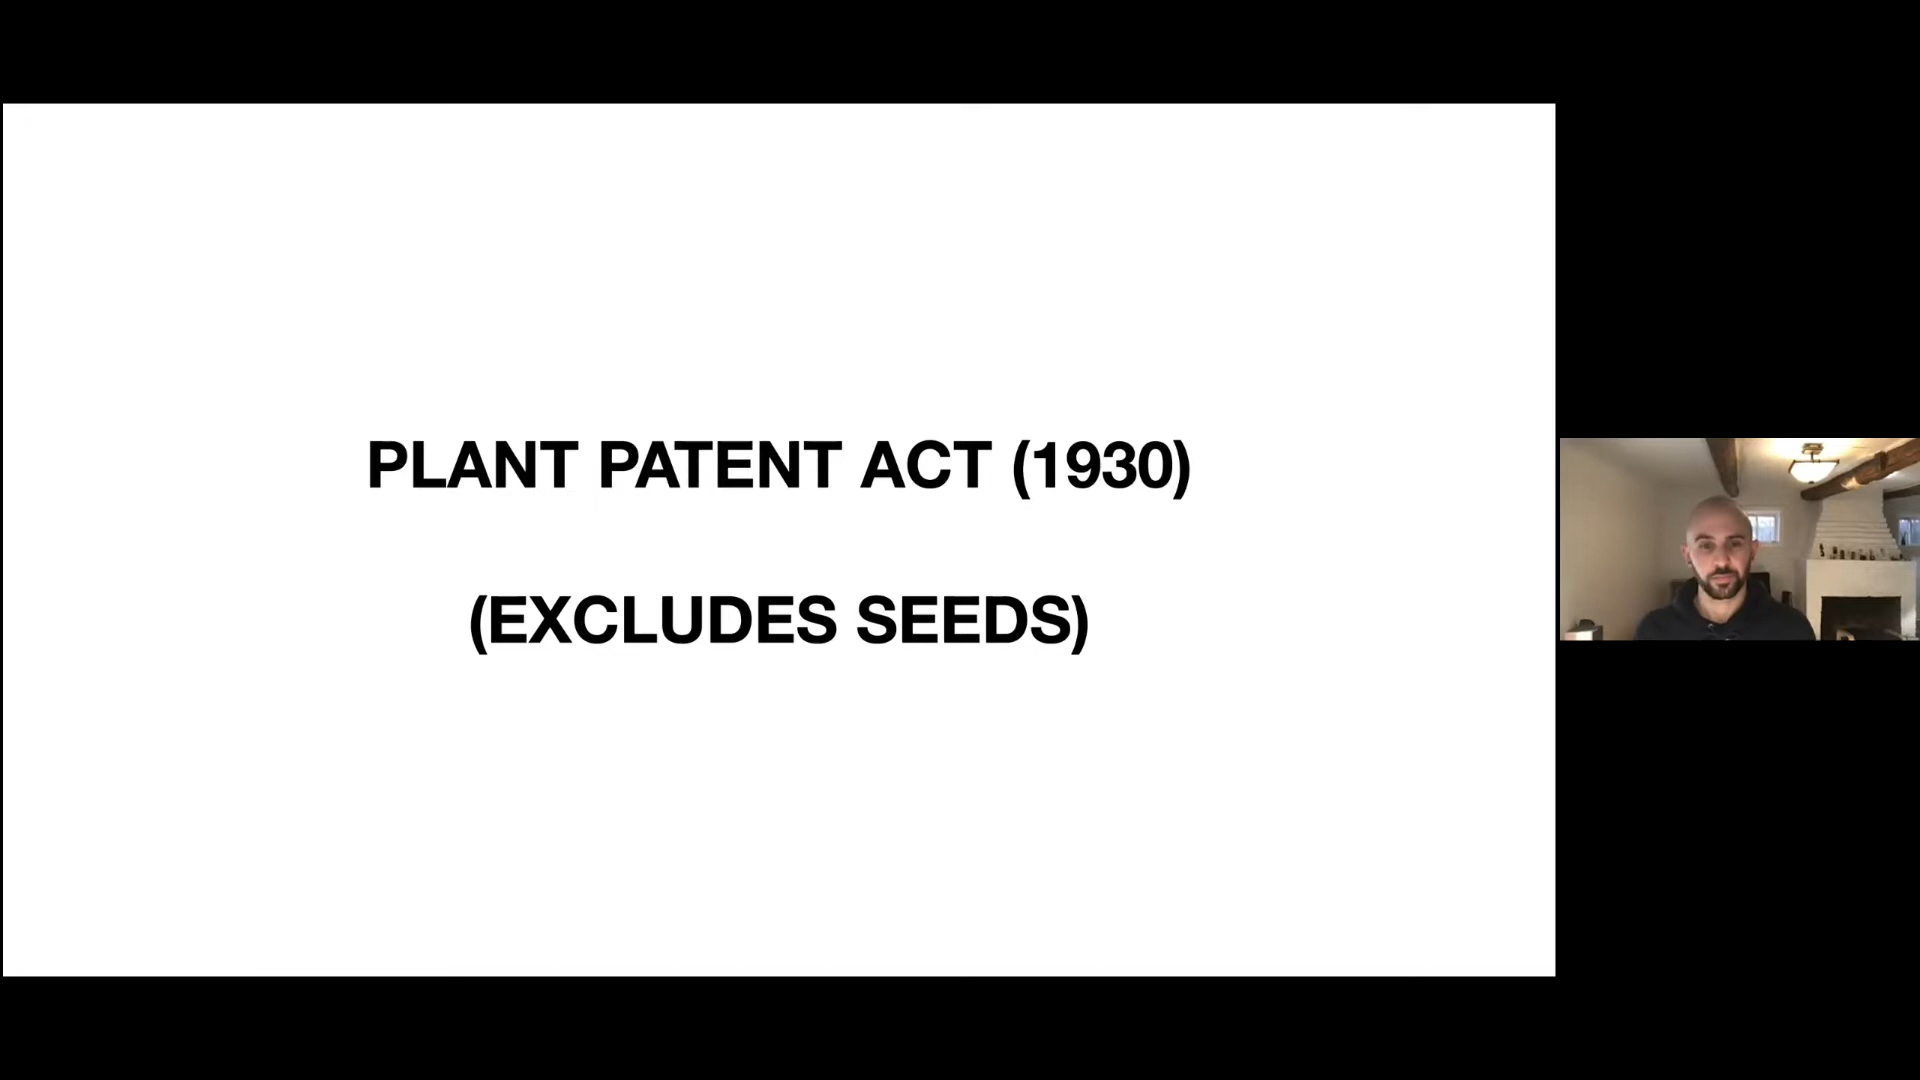 PLANT PATENT ACT (1930)
(EXCLUDES SEEDS)